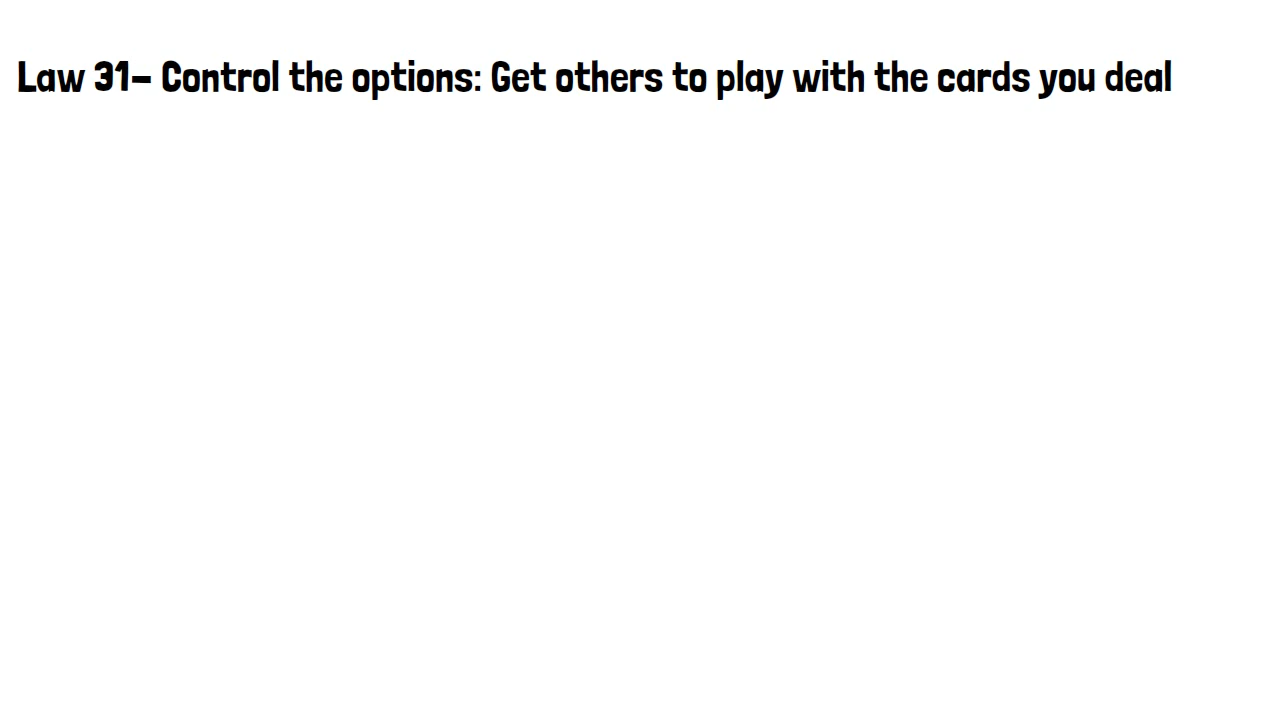 Law 31- Control the options: Get others to play with the cards you deal